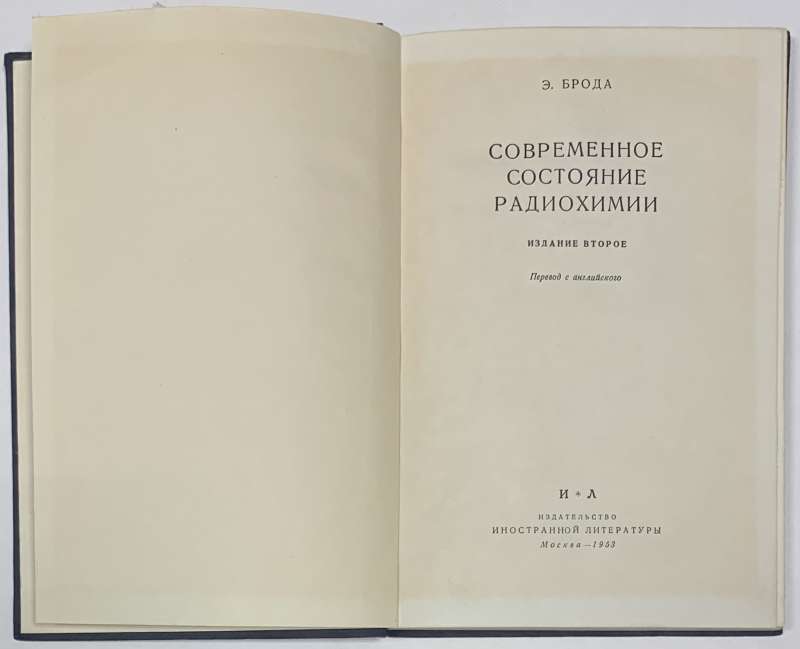 Э. БРОДА
СОВРЕМЕННОЕ
СОСТОЯНИЕ
РАДИОХИМИИ
ИЗДАНИЕ ВТОРОЕ
Перевод с английского
И * Л
ИЗДАТЕЛЬСТВО
ИНОСТРАННОЙ ЛИТЕРАТУРЫ
Москва — 1953